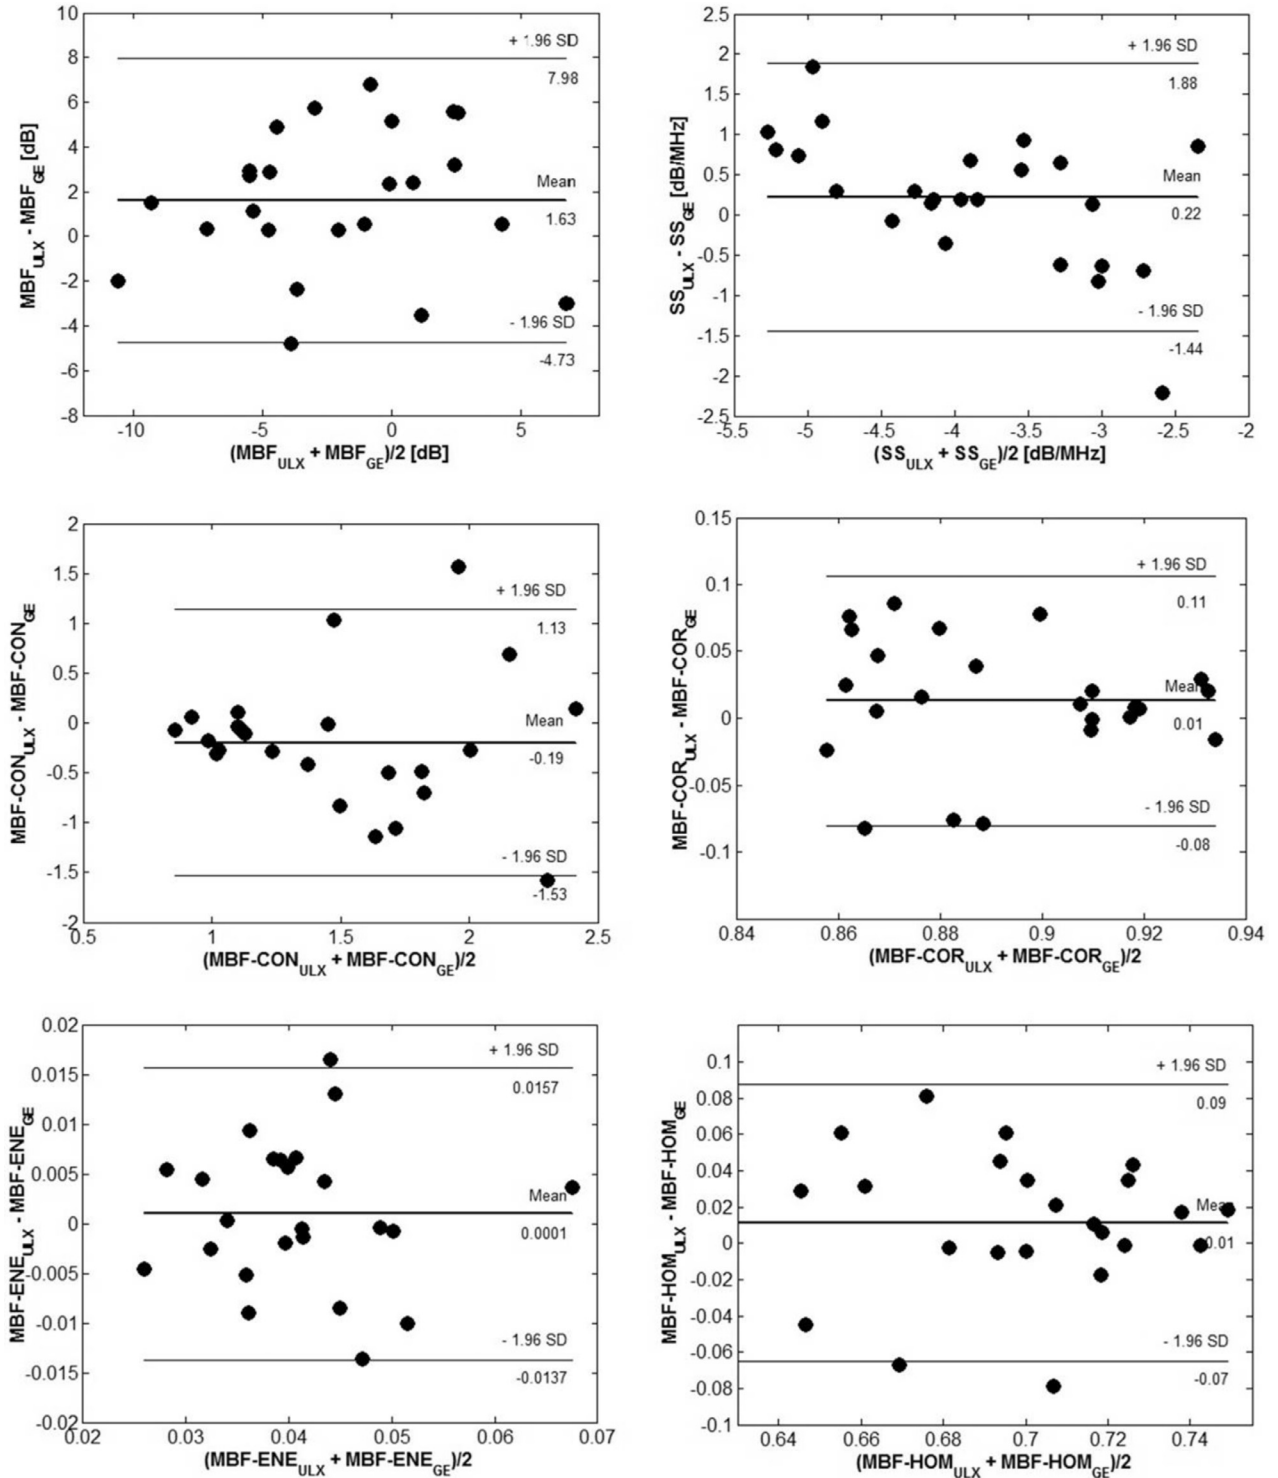 10
8
6
4
2
0
-2
-4
-6
-8
MBF_ULX - MBF_GE [dB]
+ 1.96 SD
7.98
Mean
1.63
- 1.96 SD
-4.73
-10 -5 0 5
(MBF_ULX + MBF_GE)/2 [dB]
2.5
2
1.5
1
0.5
0
-0.5
-1
-1.5
-2
-2.5
SS_ULX - SS_GE [dB/MHz]
+ 1.96 SD
1.88
Mean
0.22
- 1.96 SD
-1.44
-5.5 -5 -4.5 -4 -3.5 -3 -2.5 -2
(SS_ULX + SS_GE)/2 [dB/MHz]
2
1.5
1
0.5
0
-0.5
-1
-1.5
-2
MBF-CON_ULX - MBF-CON_GE
+ 1.96 SD
1.13
Mean
-0.19
- 1.96 SD
-1.53
0.5 1 1.5 2 2.5
(MBF-CON_ULX + MBF-CON_GE)/2
0.15
0.1
0.05
0
-0.05
-0.1
MBF-COR_ULX - MBF-COR_GE
+ 1.96 SD
0.11
Mean
0.01
- 1.96 SD
-0.08
0.84 0.86 0.88 0.9 0.92 0.94
(MBF-COR_ULX + MBF-COR_GE)/2
0.02
0.015
0.01
0.005
0
-0.005
-0.01
-0.015
-0.02
MBF-ENE_ULX - MBF-ENE_GE
+ 1.96 SD
0.0157
Mean
0.0001
- 1.96 SD
-0.0137
0.02 0.03 0.04 0.05 0.06 0.07
(MBF-ENE_ULX + MBF-ENE_GE)/2
0.1
0.08
0.06
0.04
0.02
0
-0.02
-0.04
-0.06
-0.08
-0.1
MBF-HOM_ULX - MBF-HOM_GE
+ 1.96 SD
0.09
Mean
0.01
- 1.96 SD
-0.07
0.64 0.66 0.68 0.7 0.72 0.74
(MBF-HOM_ULX + MBF-HOM_GE)/2